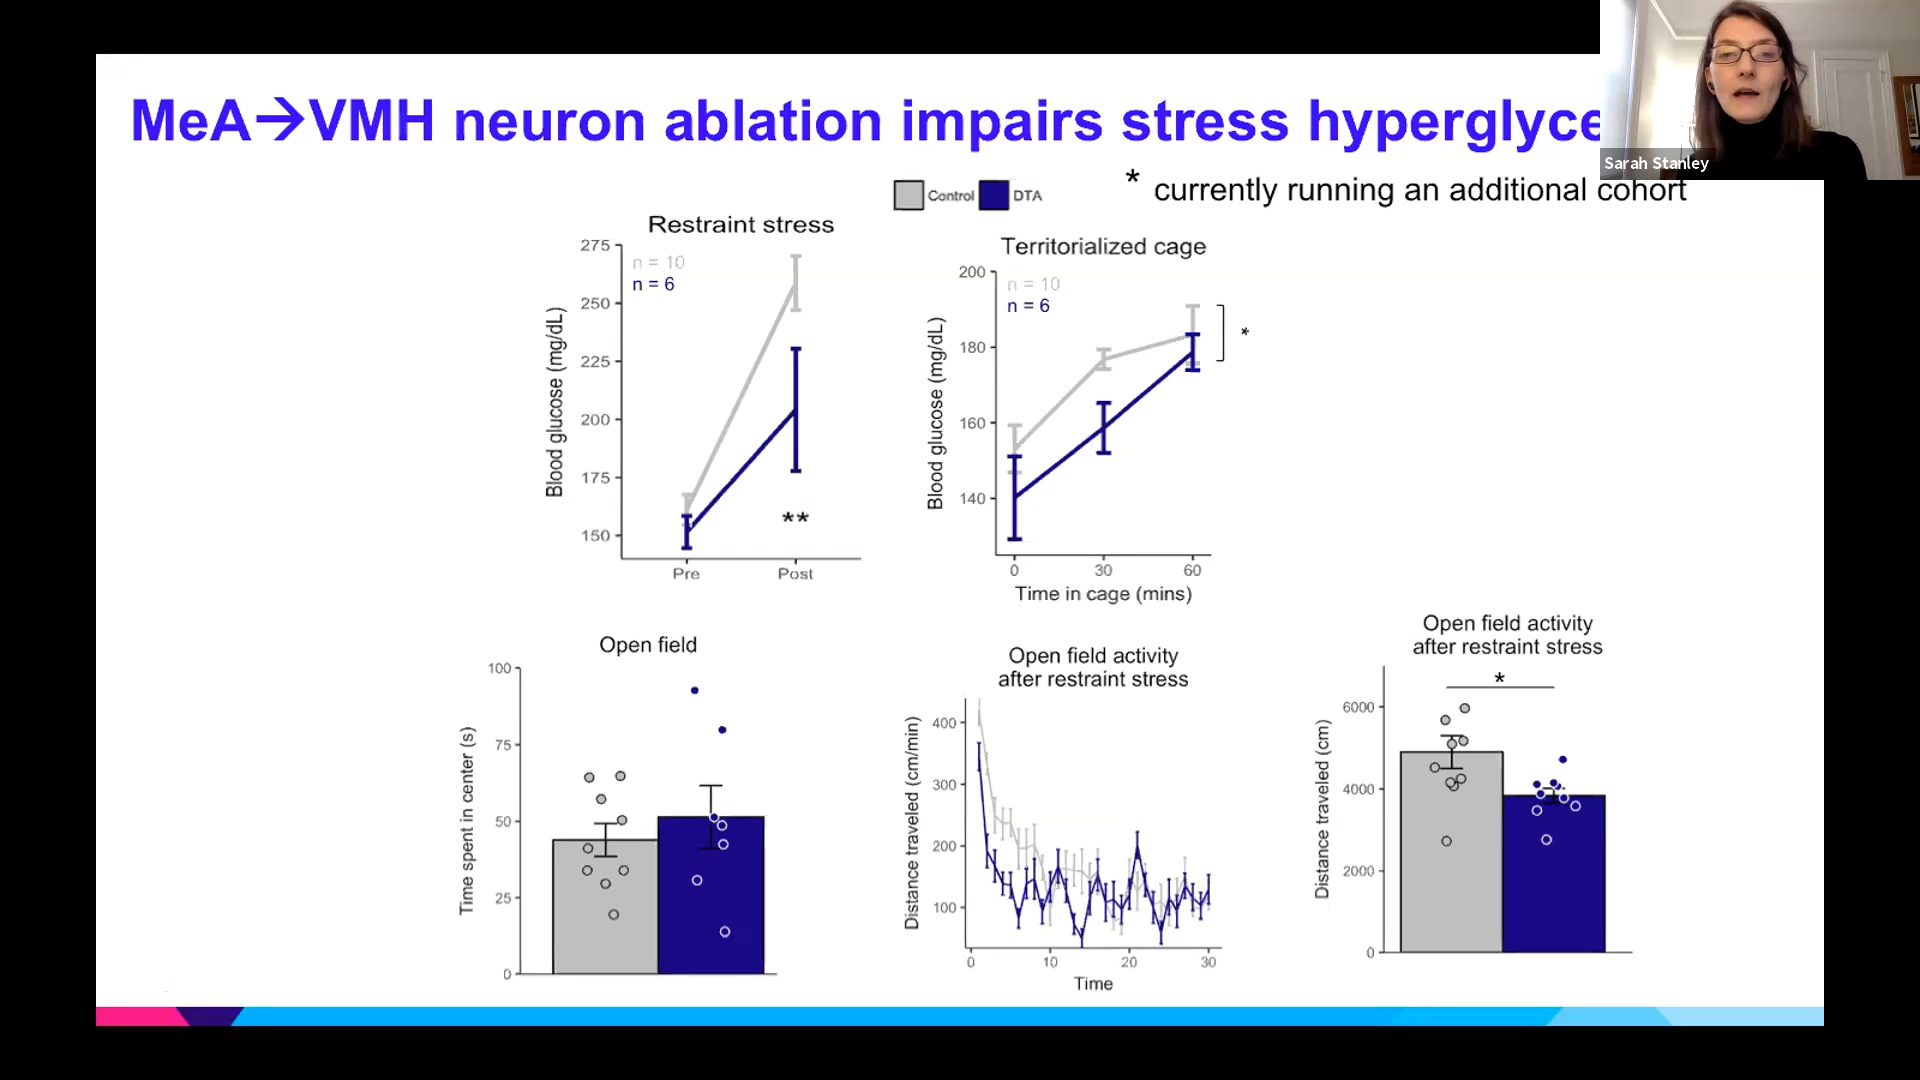 MeA→VMH neuron ablation impairs stress hyperglyce
Sarah Stanley
* currently running an additional cohort
Control DTA
Restraint stress
n = 10
n = 6
Blood glucose (mg/dL)
275
250
225
200
175
150
**
Pre Post
Territorialized cage
n = 10
n = 6
Blood glucose (mg/dL)
200
180
160
140
*
0 30 60
Time in cage (mins)
Open field
Time spent in center (s)
100
75
50
25
0
Open field activity
after restraint stress
Distance traveled (cm/min)
400
300
200
100
0 10 20 30
Time
Open field activity
after restraint stress
*
Distance traveled (cm)
6000
4000
2000
0